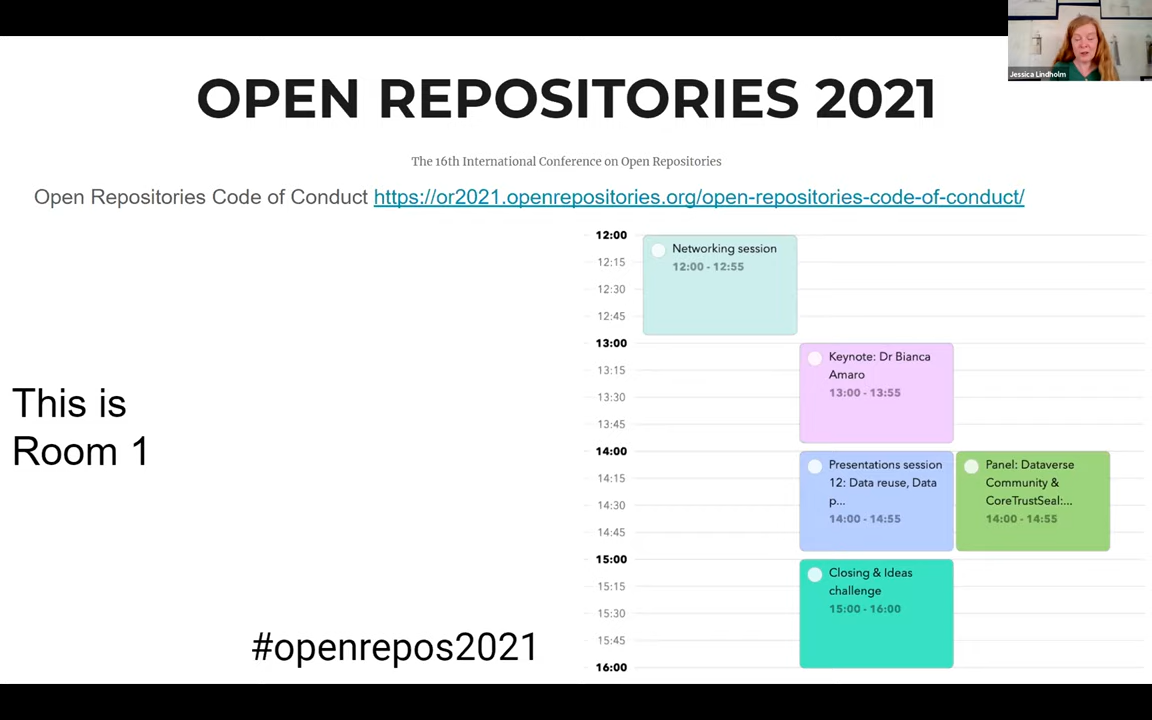 Jessica Lindholm
OPEN REPOSITORIES 2021
The 16th International Conference on Open Repositories
Open Repositories Code of Conduct https://or2021.openrepositories.org/open-repositories-code-of-conduct/
This is
Room 1
#openrepos2021
12:00
12:15
12:30
12:45
13:00
13:15
13:30
13:45
14:00
14:15
14:30
14:45
15:00
15:15
15:30
15:45
16:00
Networking session
12:00 - 12:55
Keynote: Dr Bianca
Amaro
13:00 - 13:55
Presentations session
12: Data reuse, Data
p...
14:00 - 14:55
Panel: Dataverse
Community &
CoreTrustSeal:...
14:00 - 14:55
Closing & Ideas
challenge
15:00 - 16:00